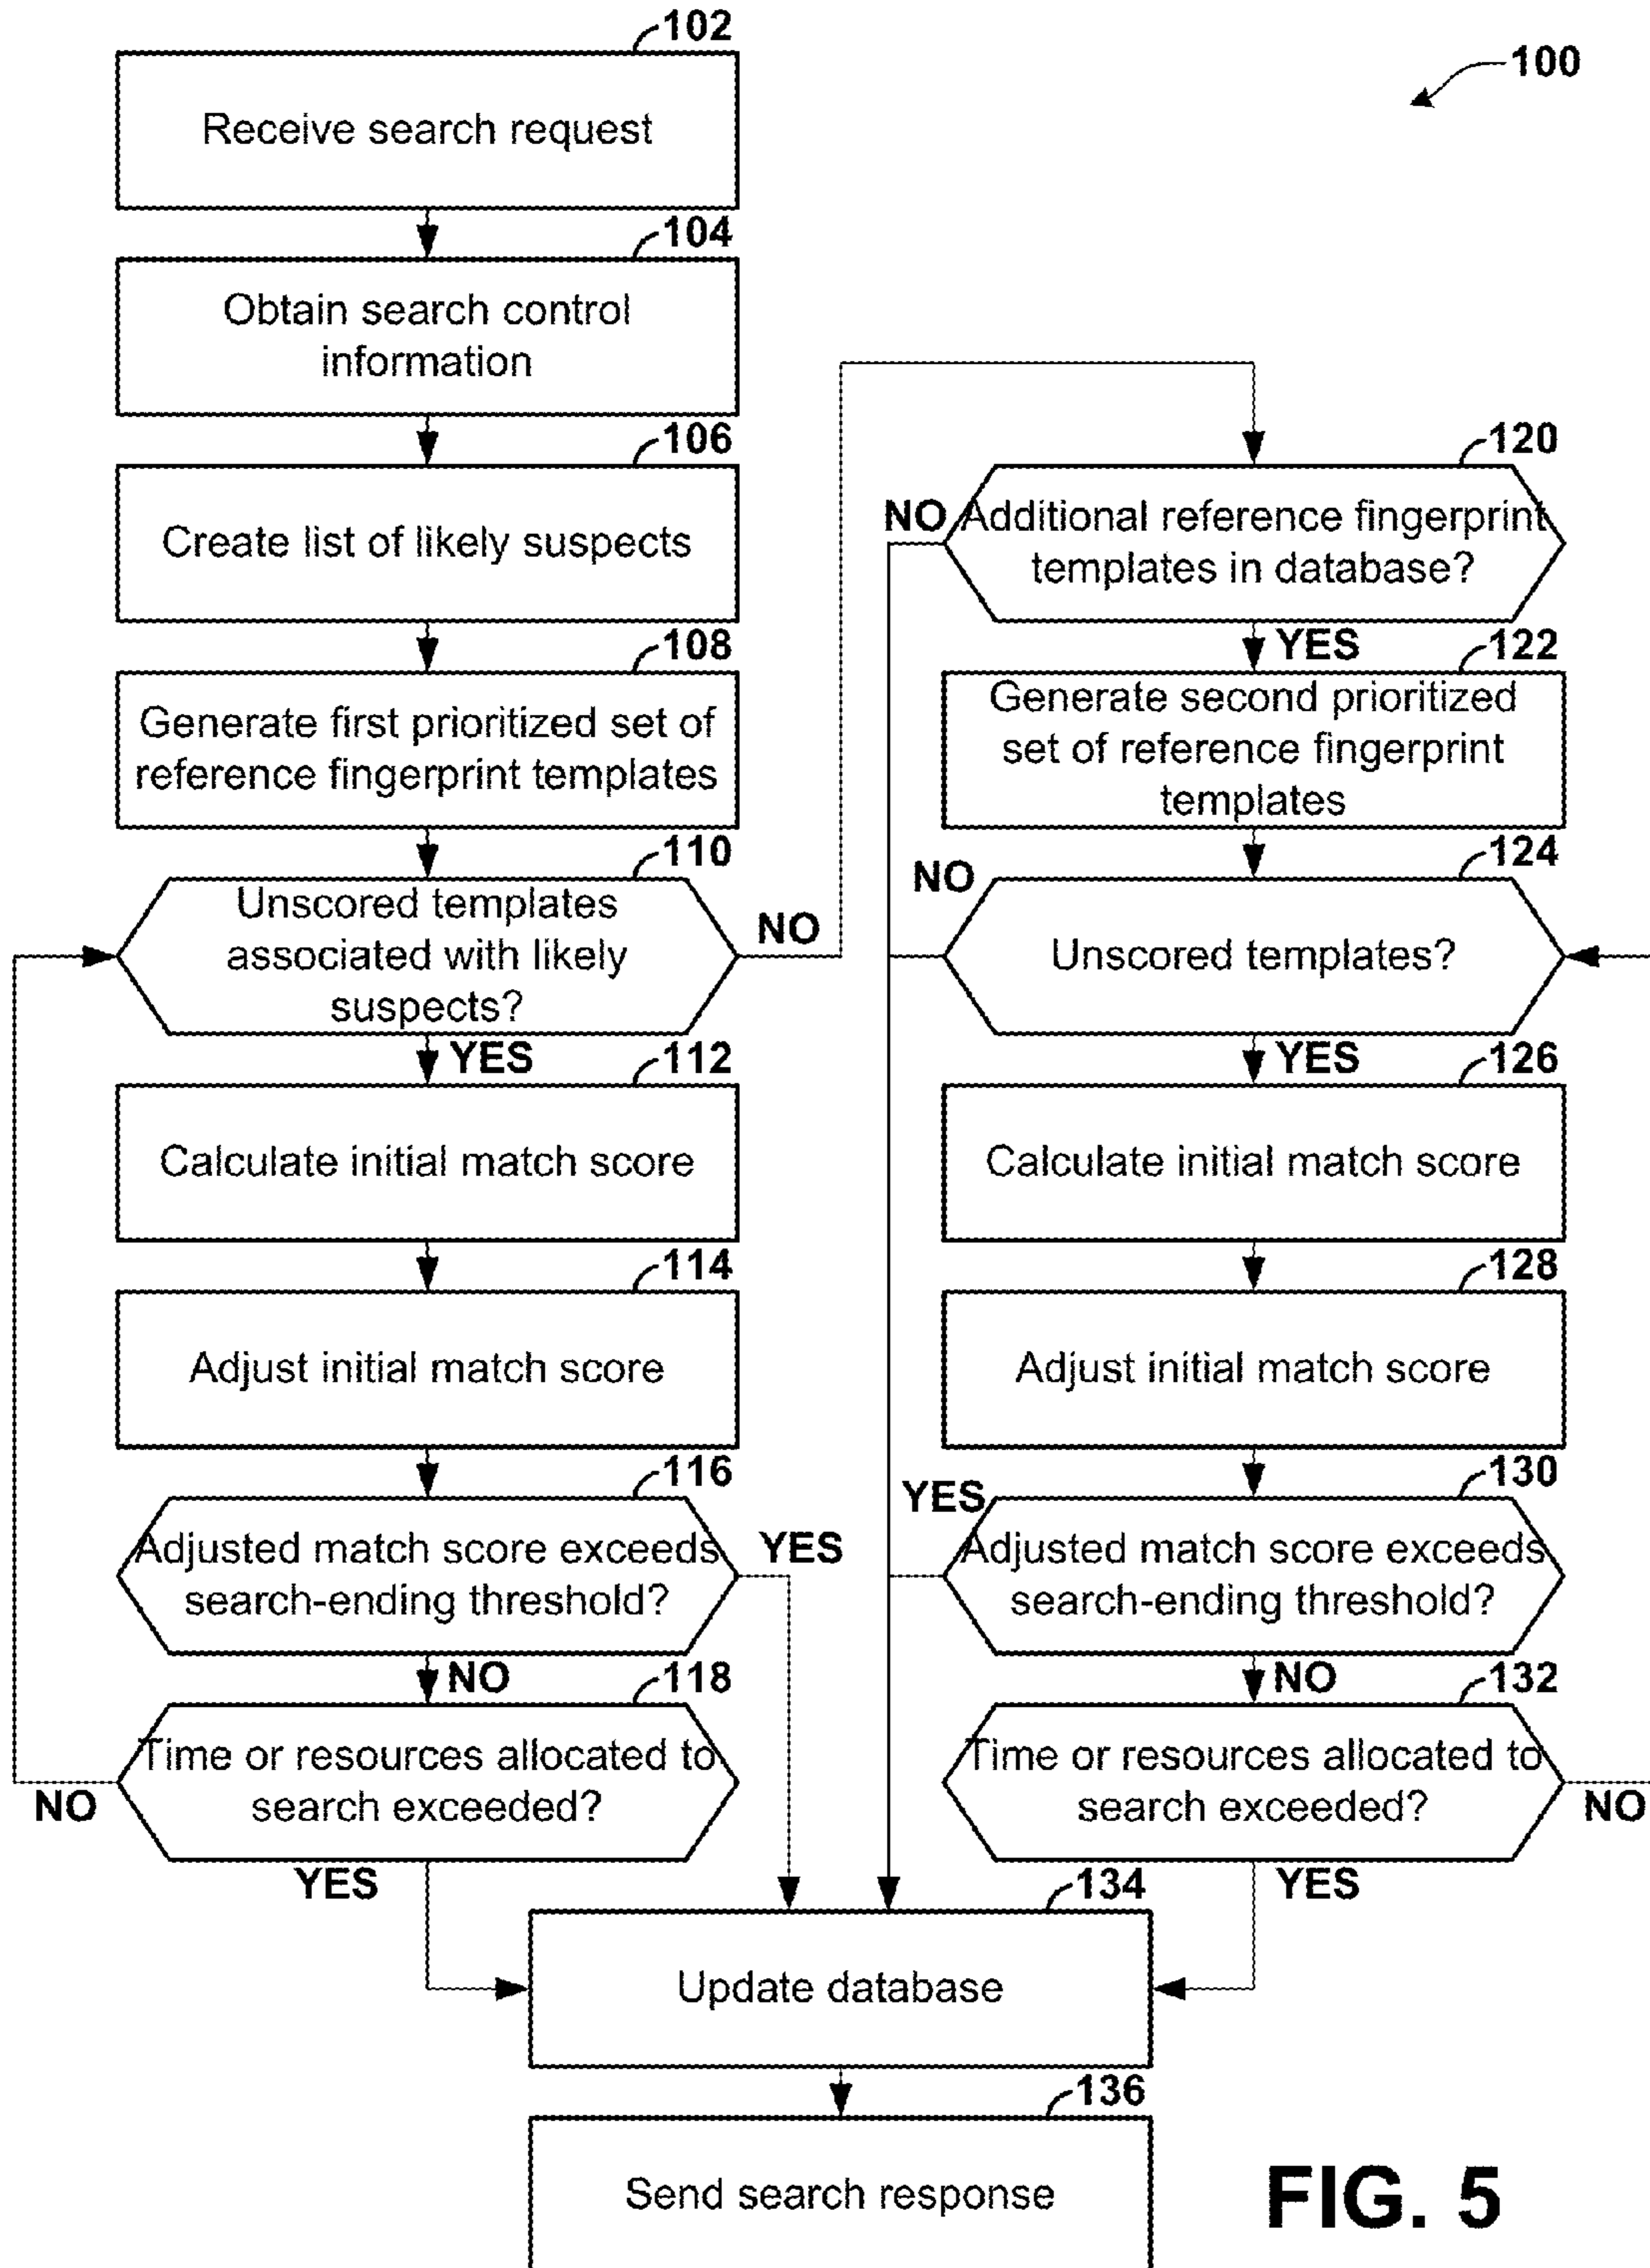 102
100
Receive search request
104
Obtain search control
information
106
Create list of likely suspects
108
Generate first prioritized set of
reference fingerprint templates
110
Unscored templates
associated with likely
suspects?
NO
YES
112
Calculate initial match score
114
Adjust initial match score
116
Adjusted match score exceeds
search-ending threshold?
YES
NO
118
Time or resources allocated to
search exceeded?
NO
YES
120
NO
Additional reference fingerprint
templates in database?
YES
122
Generate second prioritized
set of reference fingerprint
templates
124
NO
Unscored templates?
YES
126
Calculate initial match score
128
Adjust initial match score
130
YES
Adjusted match score exceeds
search-ending threshold?
NO
132
Time or resources allocated to
search exceeded?
NO
YES
134
Update database
136
Send search response
FIG. 5